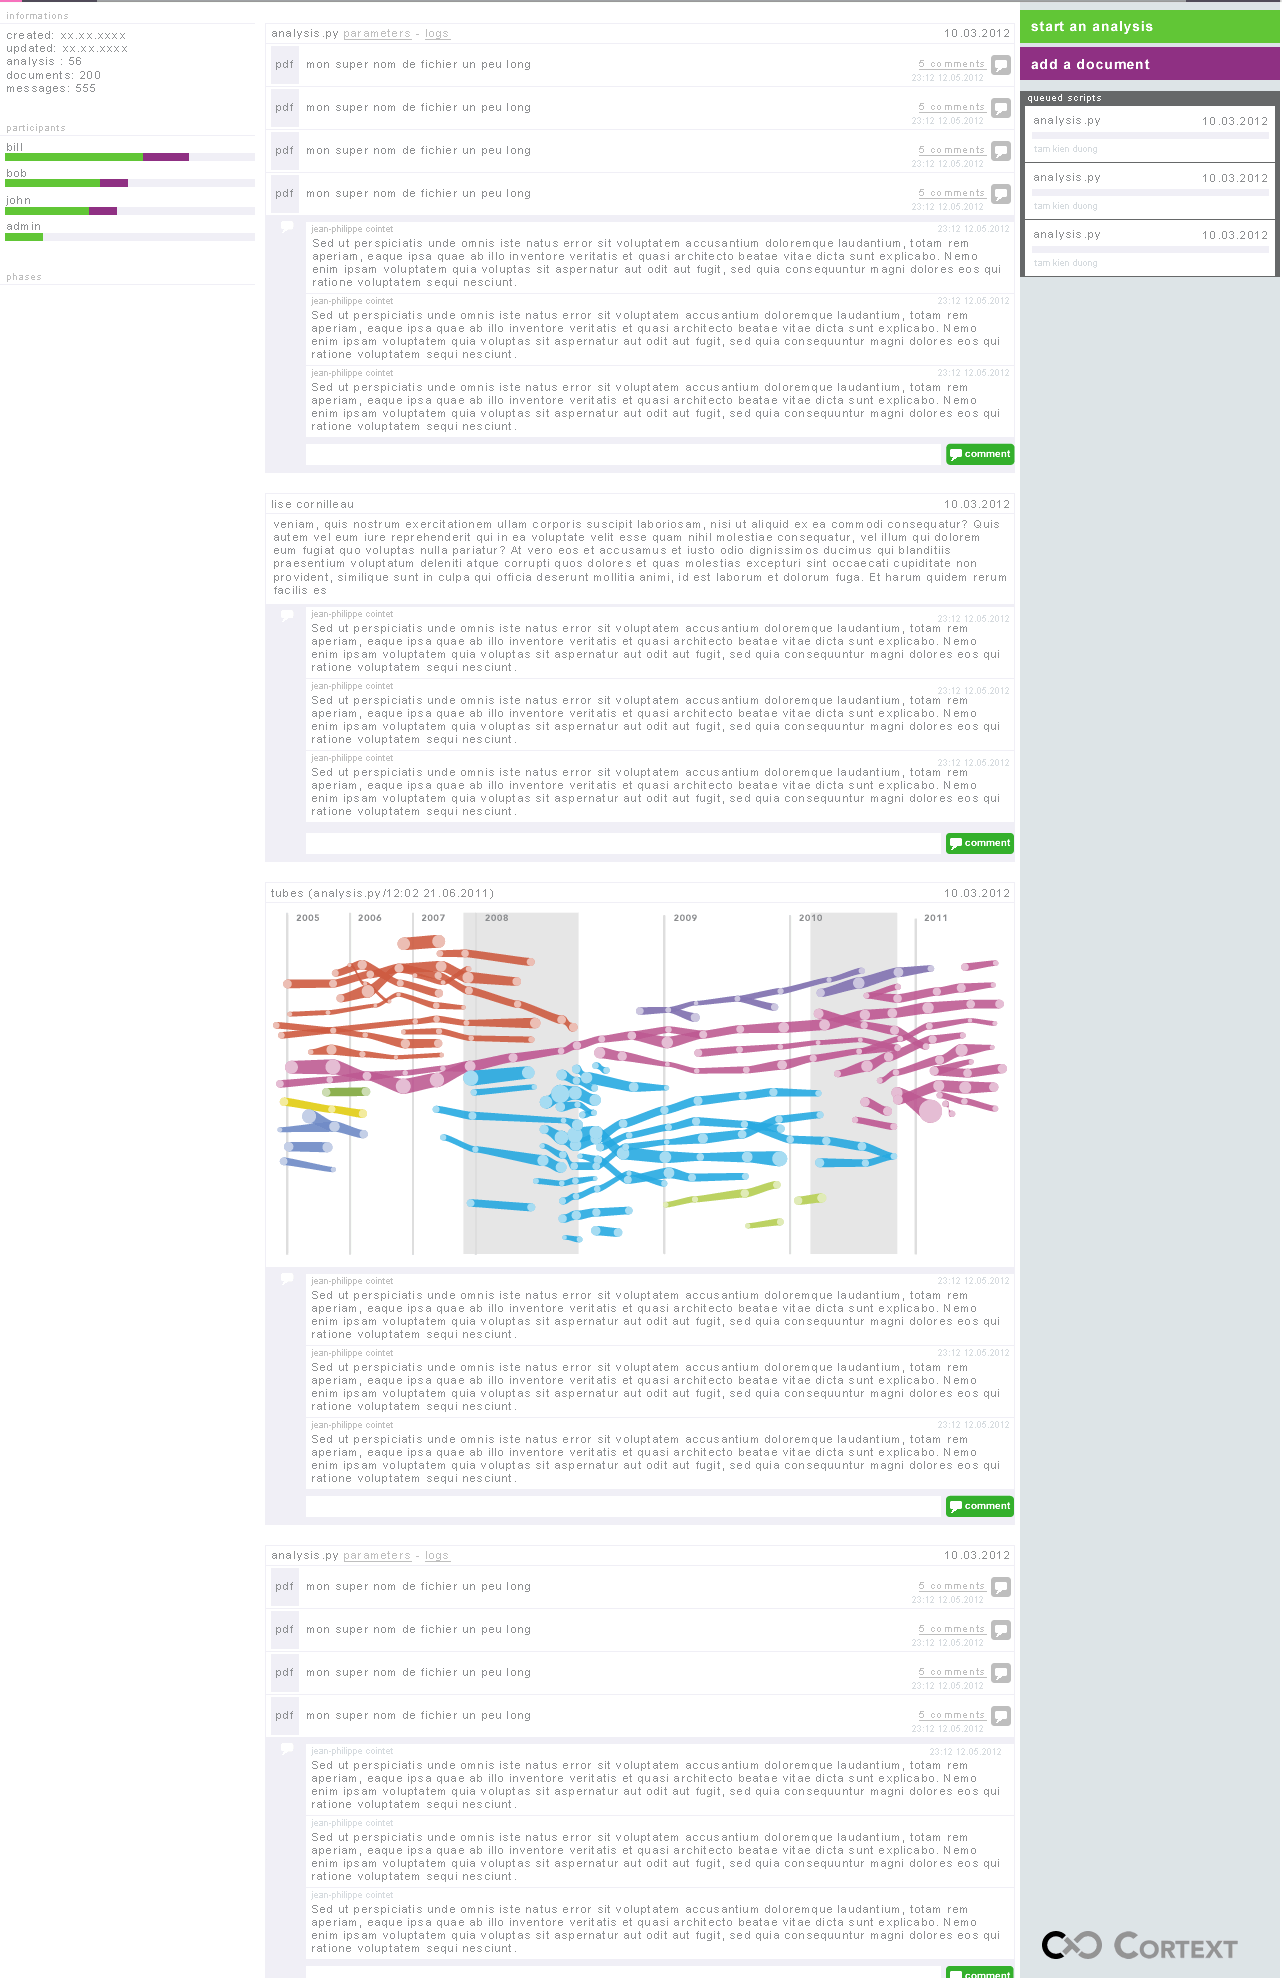 informations
created: xx.xx.xxxx
updated: xx.xx.xxxx
analysis : 56
documents: 200
messages: 555
participants
bill
bob
john
admin
phases
analysis.py parameters - logs 10.03.2012
pdf mon super nom de fichier un peu long 5 comments
23:12 12.05.2012
pdf mon super nom de fichier un peu long 5 comments
23:12 12.05.2012
pdf mon super nom de fichier un peu long 5 comments
23:12 12.05.2012
pdf mon super nom de fichier un peu long 5 comments
23:12 12.05.2012
jean-philippe cointet 23:12 12.05.2012
Sed ut perspiciatis unde omnis iste natus error sit voluptatem accusantium doloremque laudantium, totam rem
aperiam, eaque ipsa quae ab illo inventore veritatis et quasi architecto beatae vitae dicta sunt explicabo. Nemo
enim ipsam voluptatem quia voluptas sit aspernatur aut odit aut fugit, sed quia consequuntur magni dolores eos qui
ratione voluptatem sequi nesciunt.
jean-philippe cointet 23:12 12.05.2012
Sed ut perspiciatis unde omnis iste natus error sit voluptatem accusantium doloremque laudantium, totam rem
aperiam, eaque ipsa quae ab illo inventore veritatis et quasi architecto beatae vitae dicta sunt explicabo. Nemo
enim ipsam voluptatem quia voluptas sit aspernatur aut odit aut fugit, sed quia consequuntur magni dolores eos qui
ratione voluptatem sequi nesciunt.
jean-philippe cointet 23:12 12.05.2012
Sed ut perspiciatis unde omnis iste natus error sit voluptatem accusantium doloremque laudantium, totam rem
aperiam, eaque ipsa quae ab illo inventore veritatis et quasi architecto beatae vitae dicta sunt explicabo. Nemo
enim ipsam voluptatem quia voluptas sit aspernatur aut odit aut fugit, sed quia consequuntur magni dolores eos qui
ratione voluptatem sequi nesciunt.
comment
lise cornilleau 10.03.2012
veniam, quis nostrum exercitationem ullam corporis suscipit laboriosam, nisi ut aliquid ex ea commodi consequatur? Quis
autem vel eum iure reprehenderit qui in ea voluptate velit esse quam nihil molestiae consequatur, vel illum qui dolorem
eum fugiat quo voluptas nulla pariatur? At vero eos et accusamus et iusto odio dignissimos ducimus qui blanditiis
praesentium voluptatum deleniti atque corrupti quos dolores et quas molestias excepturi sint occaecati cupiditate non
provident, similique sunt in culpa qui officia deserunt mollitia animi, id est laborum et dolorum fuga. Et harum quidem rerum
facilis es
jean-philippe cointet 23:12 12.05.2012
Sed ut perspiciatis unde omnis iste natus error sit voluptatem accusantium doloremque laudantium, totam rem
aperiam, eaque ipsa quae ab illo inventore veritatis et quasi architecto beatae vitae dicta sunt explicabo. Nemo
enim ipsam voluptatem quia voluptas sit aspernatur aut odit aut fugit, sed quia consequuntur magni dolores eos qui
ratione voluptatem sequi nesciunt.
jean-philippe cointet 23:12 12.05.2012
Sed ut perspiciatis unde omnis iste natus error sit voluptatem accusantium doloremque laudantium, totam rem
aperiam, eaque ipsa quae ab illo inventore veritatis et quasi architecto beatae vitae dicta sunt explicabo. Nemo
enim ipsam voluptatem quia voluptas sit aspernatur aut odit aut fugit, sed quia consequuntur magni dolores eos qui
ratione voluptatem sequi nesciunt.
jean-philippe cointet 23:12 12.05.2012
Sed ut perspiciatis unde omnis iste natus error sit voluptatem accusantium doloremque laudantium, totam rem
aperiam, eaque ipsa quae ab illo inventore veritatis et quasi architecto beatae vitae dicta sunt explicabo. Nemo
enim ipsam voluptatem quia voluptas sit aspernatur aut odit aut fugit, sed quia consequuntur magni dolores eos qui
ratione voluptatem sequi nesciunt.
comment
tubes (analysis.py/12:02 21.06.2011) 10.03.2012
2005 2006 2007 2008 2009 2010 2011
jean-philippe cointet 23:12 12.05.2012
Sed ut perspiciatis unde omnis iste natus error sit voluptatem accusantium doloremque laudantium, totam rem
aperiam, eaque ipsa quae ab illo inventore veritatis et quasi architecto beatae vitae dicta sunt explicabo. Nemo
enim ipsam voluptatem quia voluptas sit aspernatur aut odit aut fugit, sed quia consequuntur magni dolores eos qui
ratione voluptatem sequi nesciunt.
jean-philippe cointet 23:12 12.05.2012
Sed ut perspiciatis unde omnis iste natus error sit voluptatem accusantium doloremque laudantium, totam rem
aperiam, eaque ipsa quae ab illo inventore veritatis et quasi architecto beatae vitae dicta sunt explicabo. Nemo
enim ipsam voluptatem quia voluptas sit aspernatur aut odit aut fugit, sed quia consequuntur magni dolores eos qui
ratione voluptatem sequi nesciunt.
jean-philippe cointet 23:12 12.05.2012
Sed ut perspiciatis unde omnis iste natus error sit voluptatem accusantium doloremque laudantium, totam rem
aperiam, eaque ipsa quae ab illo inventore veritatis et quasi architecto beatae vitae dicta sunt explicabo. Nemo
enim ipsam voluptatem quia voluptas sit aspernatur aut odit aut fugit, sed quia consequuntur magni dolores eos qui
ratione voluptatem sequi nesciunt.
comment
analysis.py parameters - logs 10.03.2012
pdf mon super nom de fichier un peu long 5 comments
23:12 12.05.2012
pdf mon super nom de fichier un peu long 5 comments
23:12 12.05.2012
pdf mon super nom de fichier un peu long 5 comments
23:12 12.05.2012
pdf mon super nom de fichier un peu long 5 comments
23:12 12.05.2012
jean-philippe cointet 23:12 12.05.2012
Sed ut perspiciatis unde omnis iste natus error sit voluptatem accusantium doloremque laudantium, totam rem
aperiam, eaque ipsa quae ab illo inventore veritatis et quasi architecto beatae vitae dicta sunt explicabo. Nemo
enim ipsam voluptatem quia voluptas sit aspernatur aut odit aut fugit, sed quia consequuntur magni dolores eos qui
ratione voluptatem sequi nesciunt.
jean-philippe cointet
Sed ut perspiciatis unde omnis iste natus error sit voluptatem accusantium doloremque laudantium, totam rem
aperiam, eaque ipsa quae ab illo inventore veritatis et quasi architecto beatae vitae dicta sunt explicabo. Nemo
enim ipsam voluptatem quia voluptas sit aspernatur aut odit aut fugit, sed quia consequuntur magni dolores eos qui
ratione voluptatem sequi nesciunt.
jean-philippe cointet
Sed ut perspiciatis unde omnis iste natus error sit voluptatem accusantium doloremque laudantium, totam rem
aperiam, eaque ipsa quae ab illo inventore veritatis et quasi architecto beatae vitae dicta sunt explicabo. Nemo
enim ipsam voluptatem quia voluptas sit aspernatur aut odit aut fugit, sed quia consequuntur magni dolores eos qui
ratione voluptatem sequi nesciunt.
comment
start an analysis
add a document
queued scripts
analysis.py 10.03.2012
tam kien duong
analysis.py 10.03.2012
tam kien duong
analysis.py 10.03.2012
tam kien duong
CORTEXT